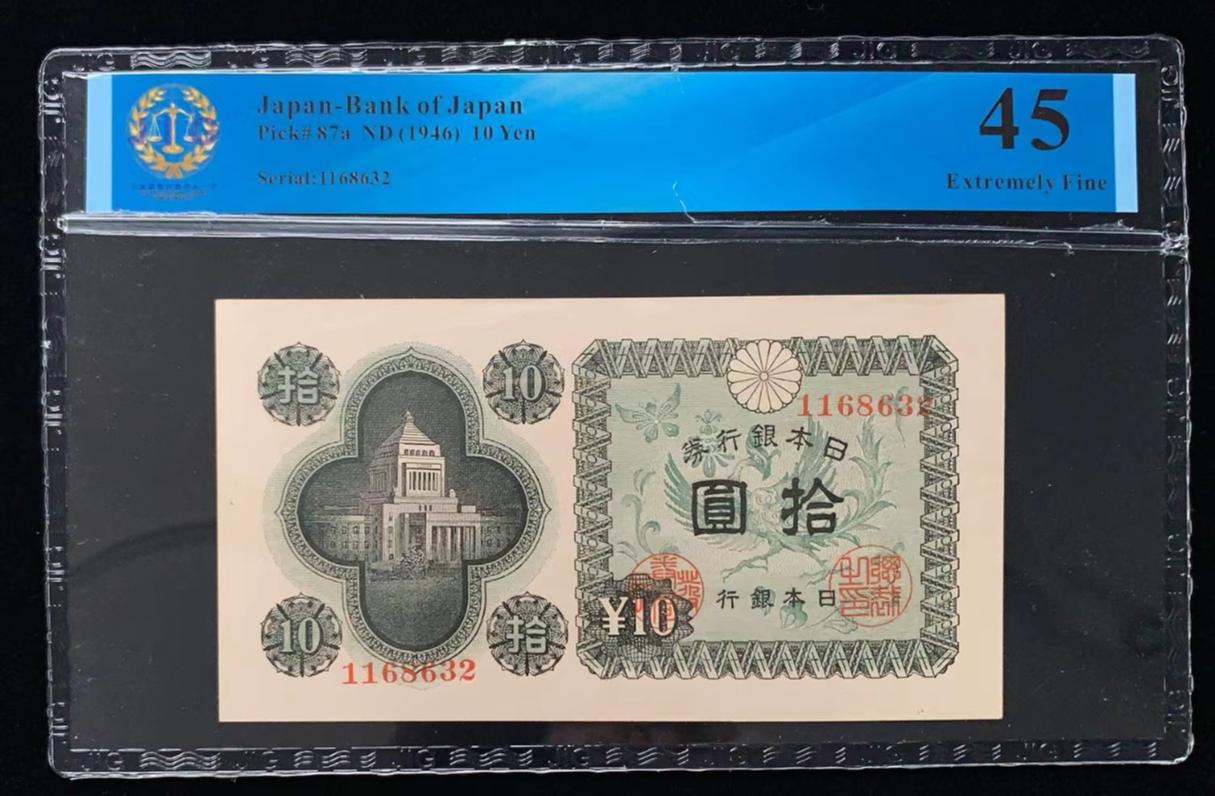 Japan-Bank of Japan
Pick# 87a ND (1946) 10 Yen
Serial:1168632
45
Extremely Fine
拾
10
1168632
券行銀本日
圓拾
行銀本日
¥10
10
拾
1168632